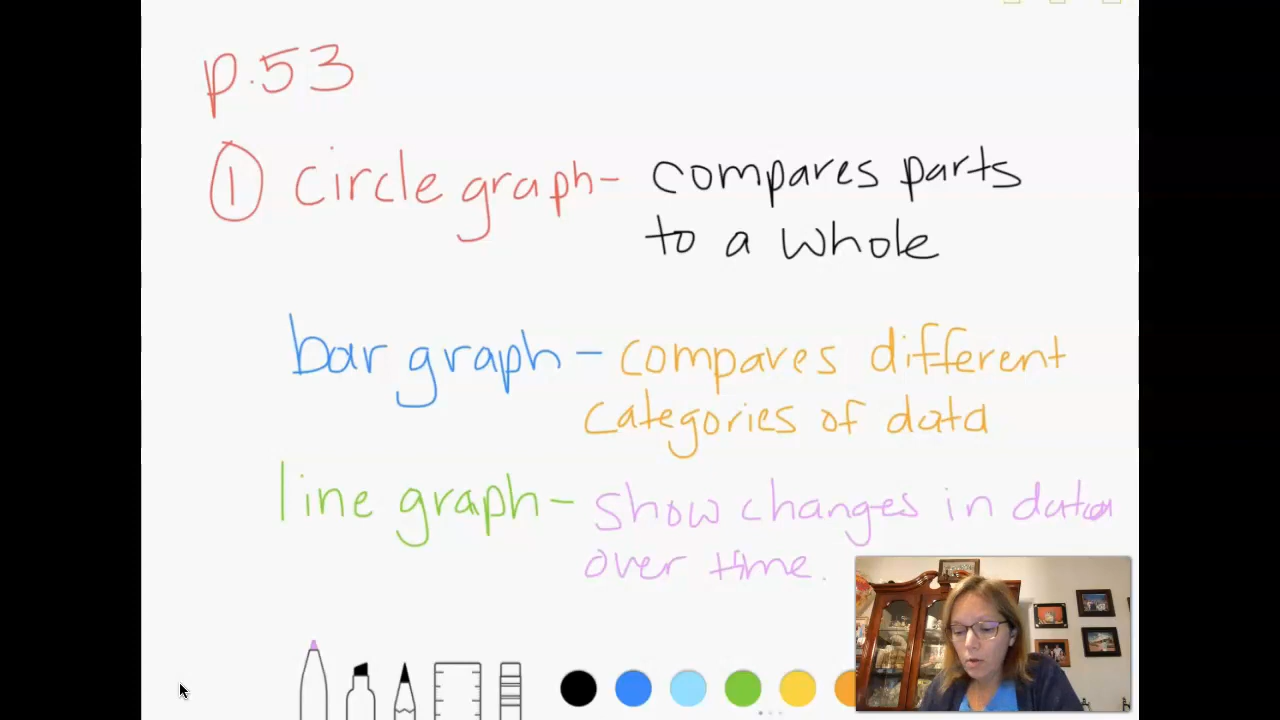 p.53
① circle graph- compares parts
to a whole
bar graph - compares different
categories of data
line graph - show changes in data
over time.